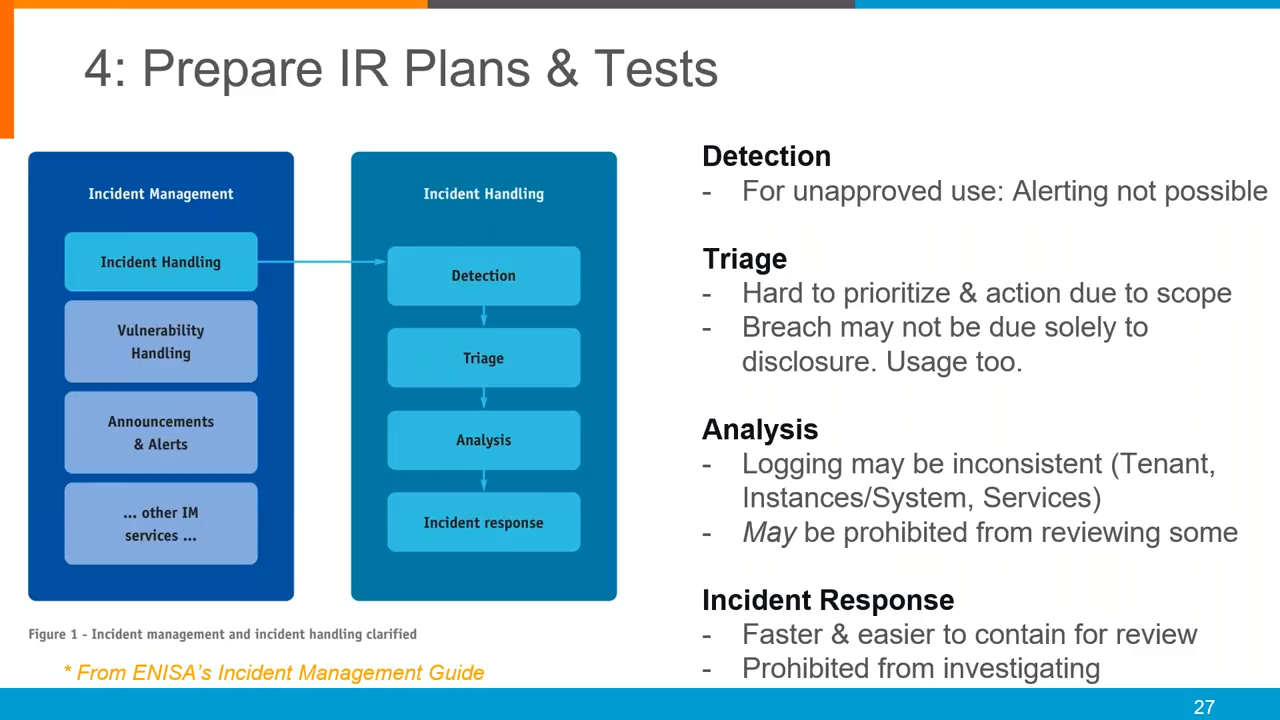 4: Prepare IR Plans & Tests
Incident Management
Incident Handling
Vulnerability
Handling
Announcements
& Alerts
... other IM
services ...
Incident Handling
Detection
Triage
Analysis
Incident response
Figure 1 - Incident management and incident handling clarified
* From ENISA's Incident Management Guide
Detection
- For unapproved use: Alerting not possible
Triage
- Hard to prioritize & action due to scope
- Breach may not be due solely to
disclosure. Usage too.
Analysis
- Logging may be inconsistent (Tenant,
Instances/System, Services)
- May be prohibited from reviewing some
Incident Response
- Faster & easier to contain for review
- Prohibited from investigating
27